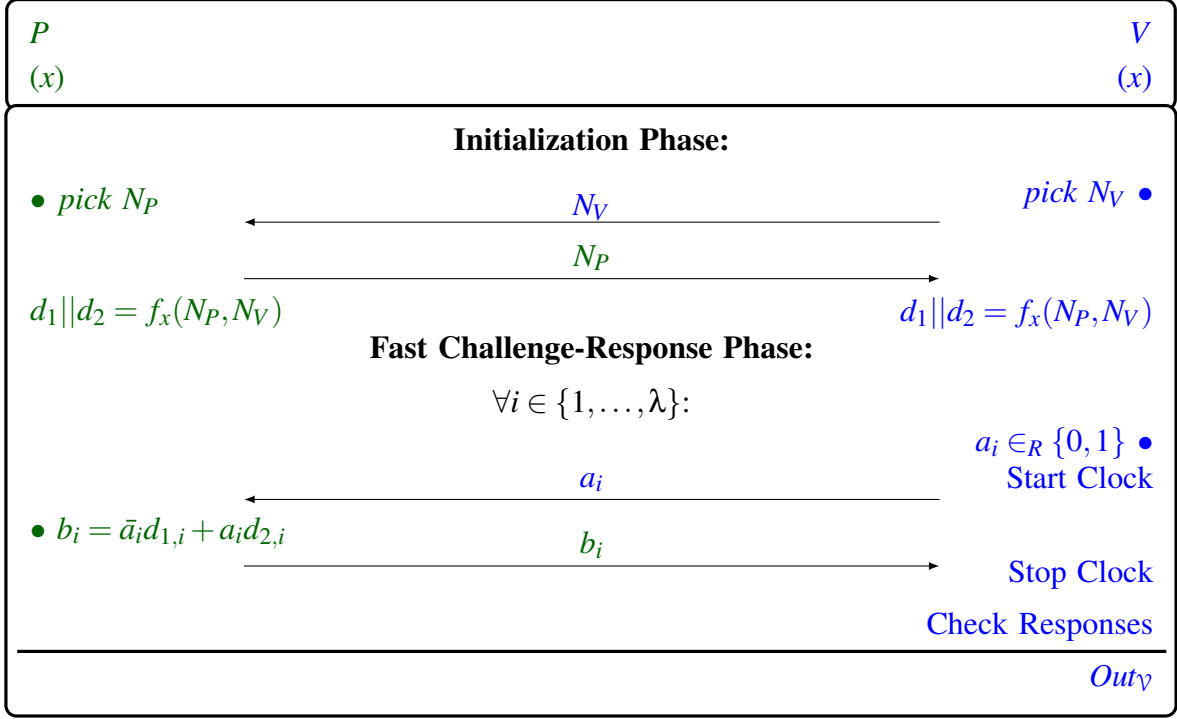 P V
(x) (x)
Initialization Phase:
• pick N_P pick N_V •
N_V
N_P
d_1||d_2 = f_x(N_P, N_V) d_1||d_2 = f_x(N_P, N_V)
Fast Challenge-Response Phase:
∀i ∈ {1, . . . , λ}:
a_i ∈_R {0, 1} •
a_i Start Clock
• b_i = ā_i d_{1,i} + a_i d_{2,i}
b_i
Stop Clock
Check Responses
Out_𝒱